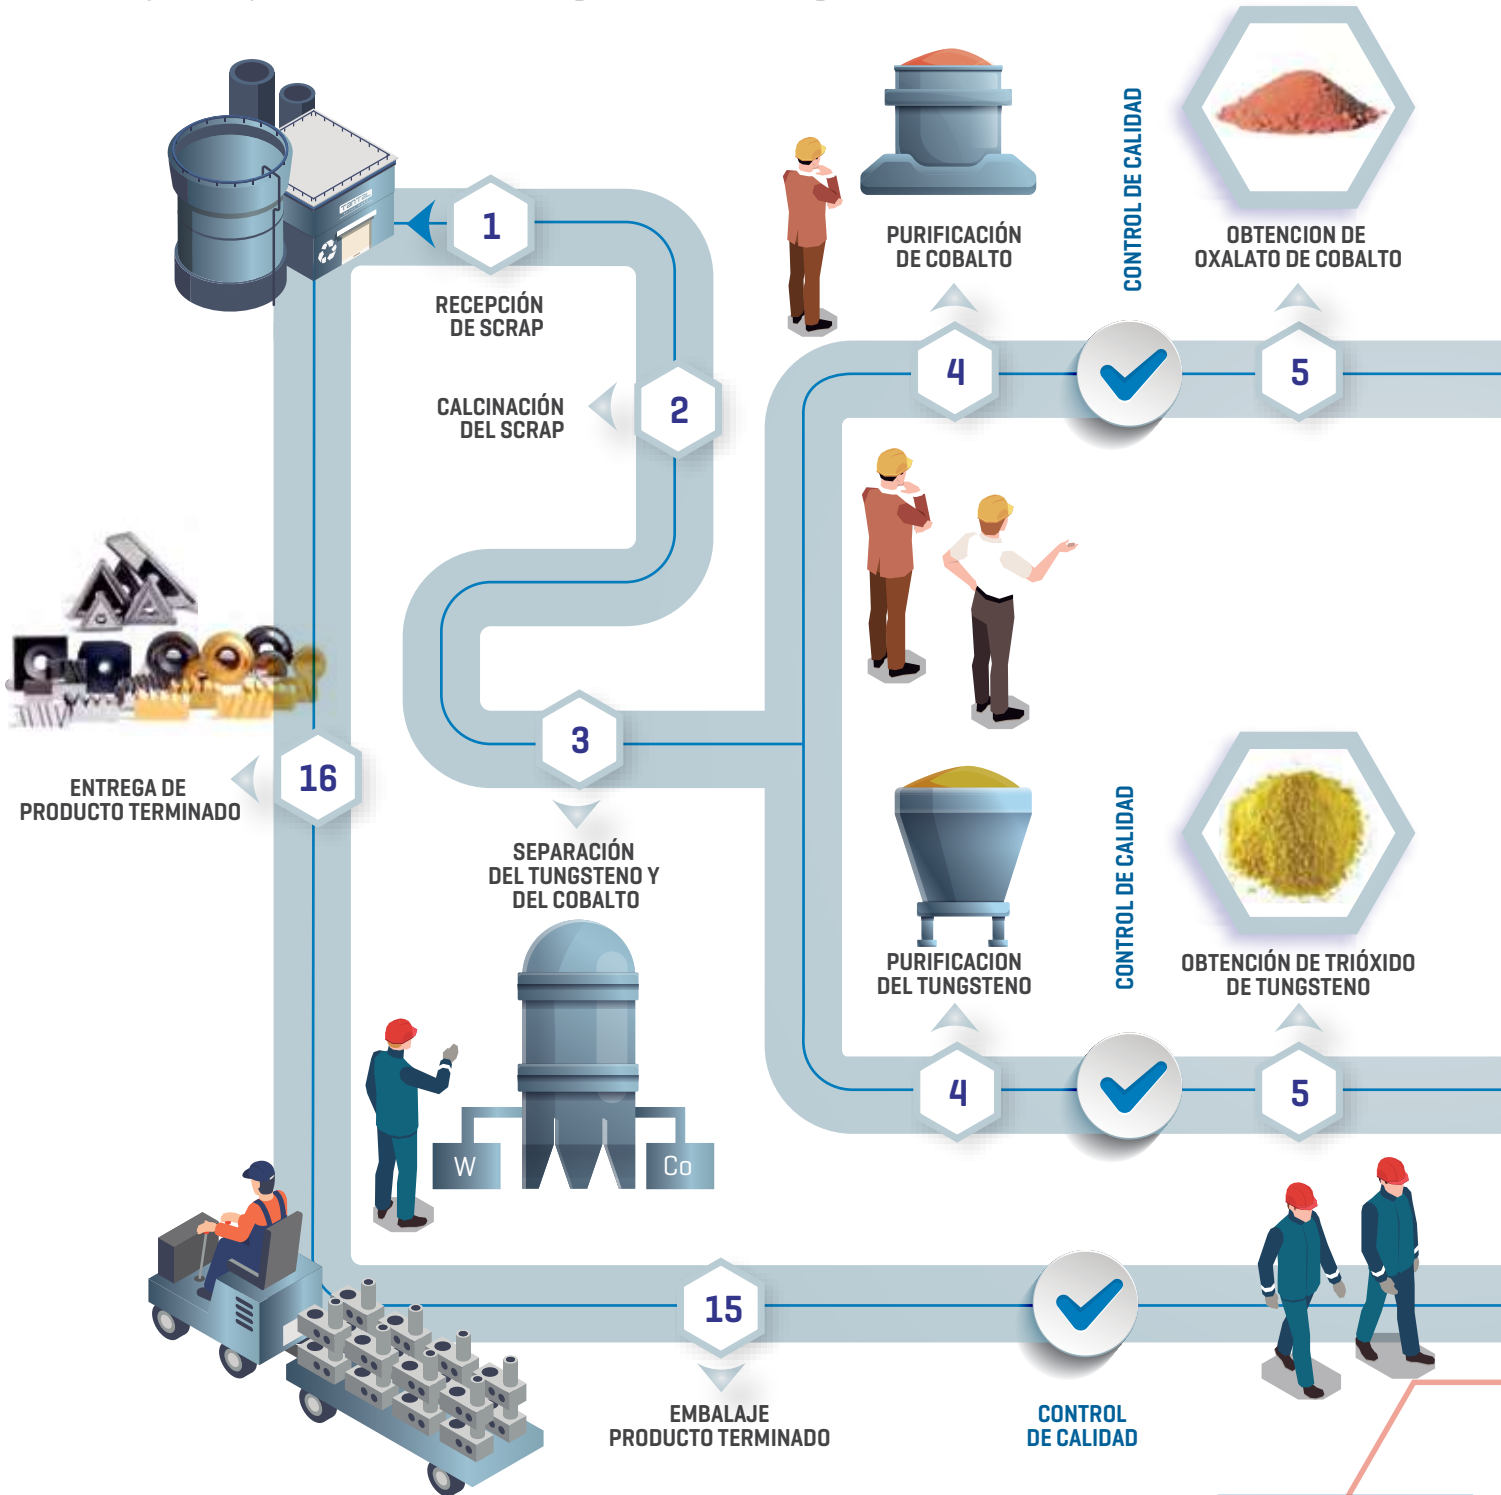 1
RECEPCIÓN
DE SCRAP
2
CALCINACIÓN
DEL SCRAP
3
SEPARACIÓN
DEL TUNGSTENO Y
DEL COBALTO
W
Co
PURIFICACIÓN
DE COBALTO
4
CONTROL DE CALIDAD
OBTENCION DE
OXALATO DE COBALTO
5
PURIFICACION
DEL TUNGSTENO
4
CONTROL DE CALIDAD
OBTENCIÓN DE TRIÓXIDO
DE TUNGSTENO
5
15
EMBALAJE
PRODUCTO TERMINADO
CONTROL
DE CALIDAD
16
ENTREGA DE
PRODUCTO TERMINADO